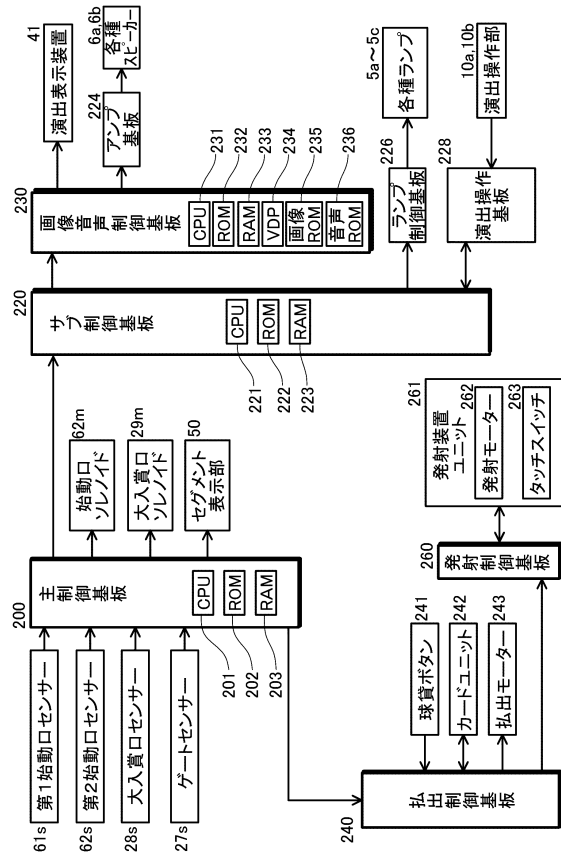 61s
第1始動口センサー
62s
第2始動口センサー
28s
大入賞口センサー
27s
ゲートセンサー
200
主制御基板
CPU
ROM
RAM
201
202
203
62m
始動口
ソレノイド
29m
大入賞口
ソレノイド
50
セグメント
表示部
220
サブ制御基板
CPU
ROM
RAM
221
222
223
230
画像音声制御基板
CPU
ROM
RAM
VDP
画像
ROM
音声
ROM
231
232
233
234
235
236
41
演出表示装置
224
アンプ
基板
6a,6b
各種
スピーカー
226
ランプ
制御基板
5a～5c
各種ランプ
228
演出操作
基板
10a,10b
演出操作部
240
払出制御基板
241
球貸ボタン
242
カードユニット
243
払出モーター
260
発射制御基板
261
発射装置
ユニット
262
発射モーター
263
タッチスイッチ